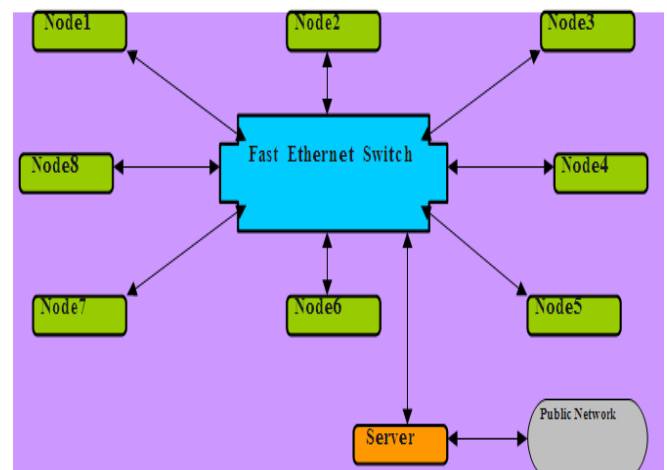 Node1
Node2
Node3
Fast Ethernet Switch
Node8
Node4
Node7
Node6
Node5
Public Network
Server